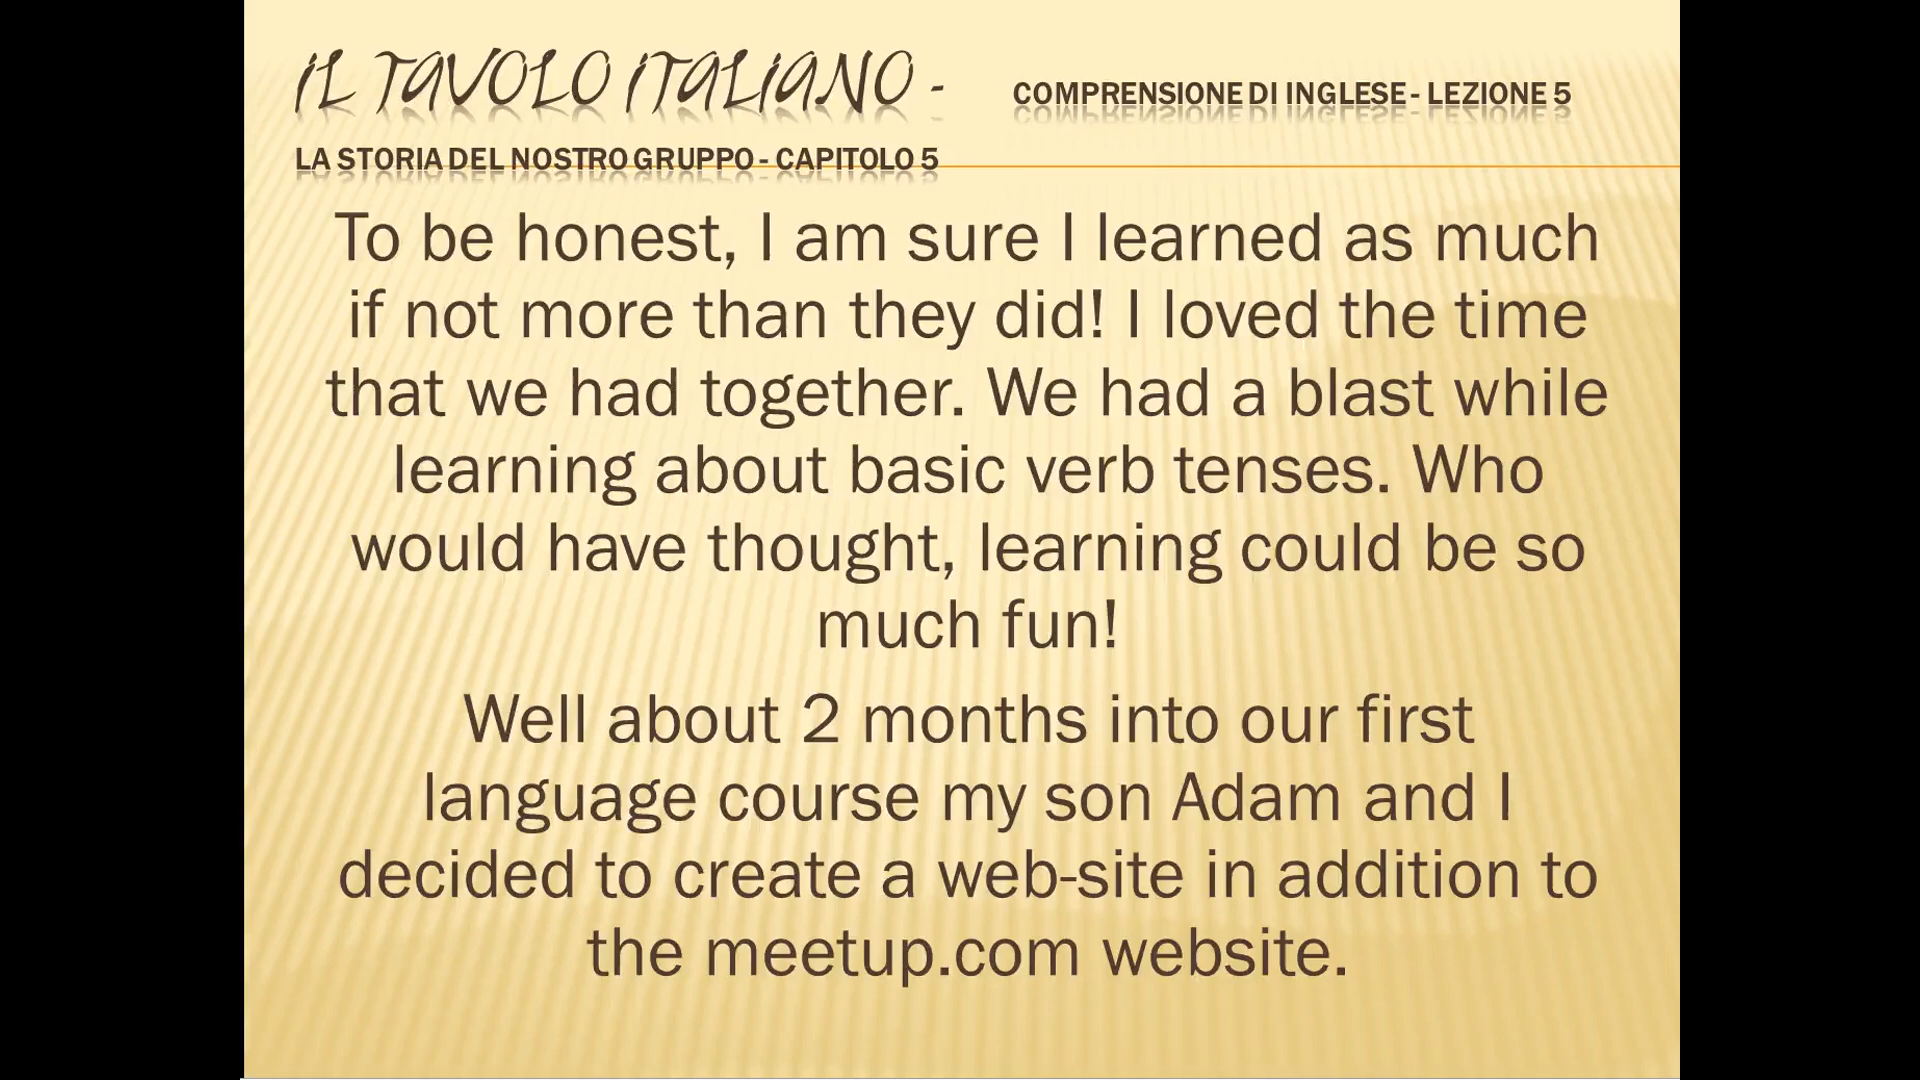 IL TAVOLO ITALIANO - COMPRENSIONE DI INGLESE - LEZIONE 5
LA STORIA DEL NOSTRO GRUPPO - CAPITOLO 5
To be honest, I am sure I learned as much
if not more than they did! I loved the time
that we had together. We had a blast while
learning about basic verb tenses. Who
would have thought, learning could be so
much fun!
Well about 2 months into our first
language course my son Adam and I
decided to create a web-site in addition to
the meetup.com website.